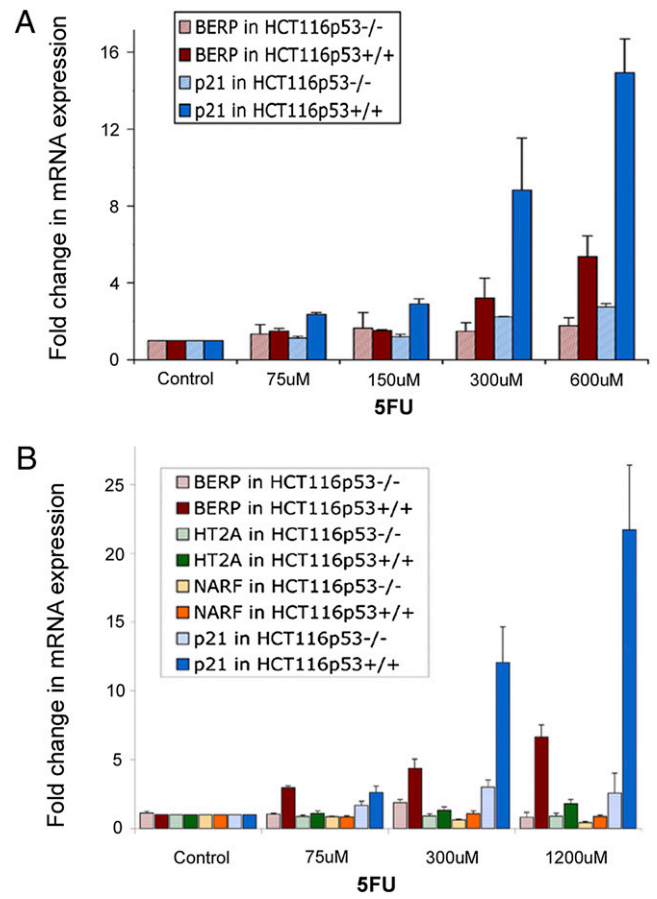 A
Fold change in mRNA expression
16
12
8
4
0
BERP in HCT116p53-/-
BERP in HCT116p53+/+
p21 in HCT116p53-/-
p21 in HCT116p53+/+
Control
75uM
150uM
300uM
600uM
5FU
B
Fold change in mRNA expression
25
20
15
10
5
0
BERP in HCT116p53-/-
BERP in HCT116p53+/+
HT2A in HCT116p53-/-
HT2A in HCT116p53+/+
NARF in HCT116p53-/-
NARF in HCT116p53+/+
p21 in HCT116p53-/-
p21 in HCT116p53+/+
Control
75uM
300uM
1200uM
5FU